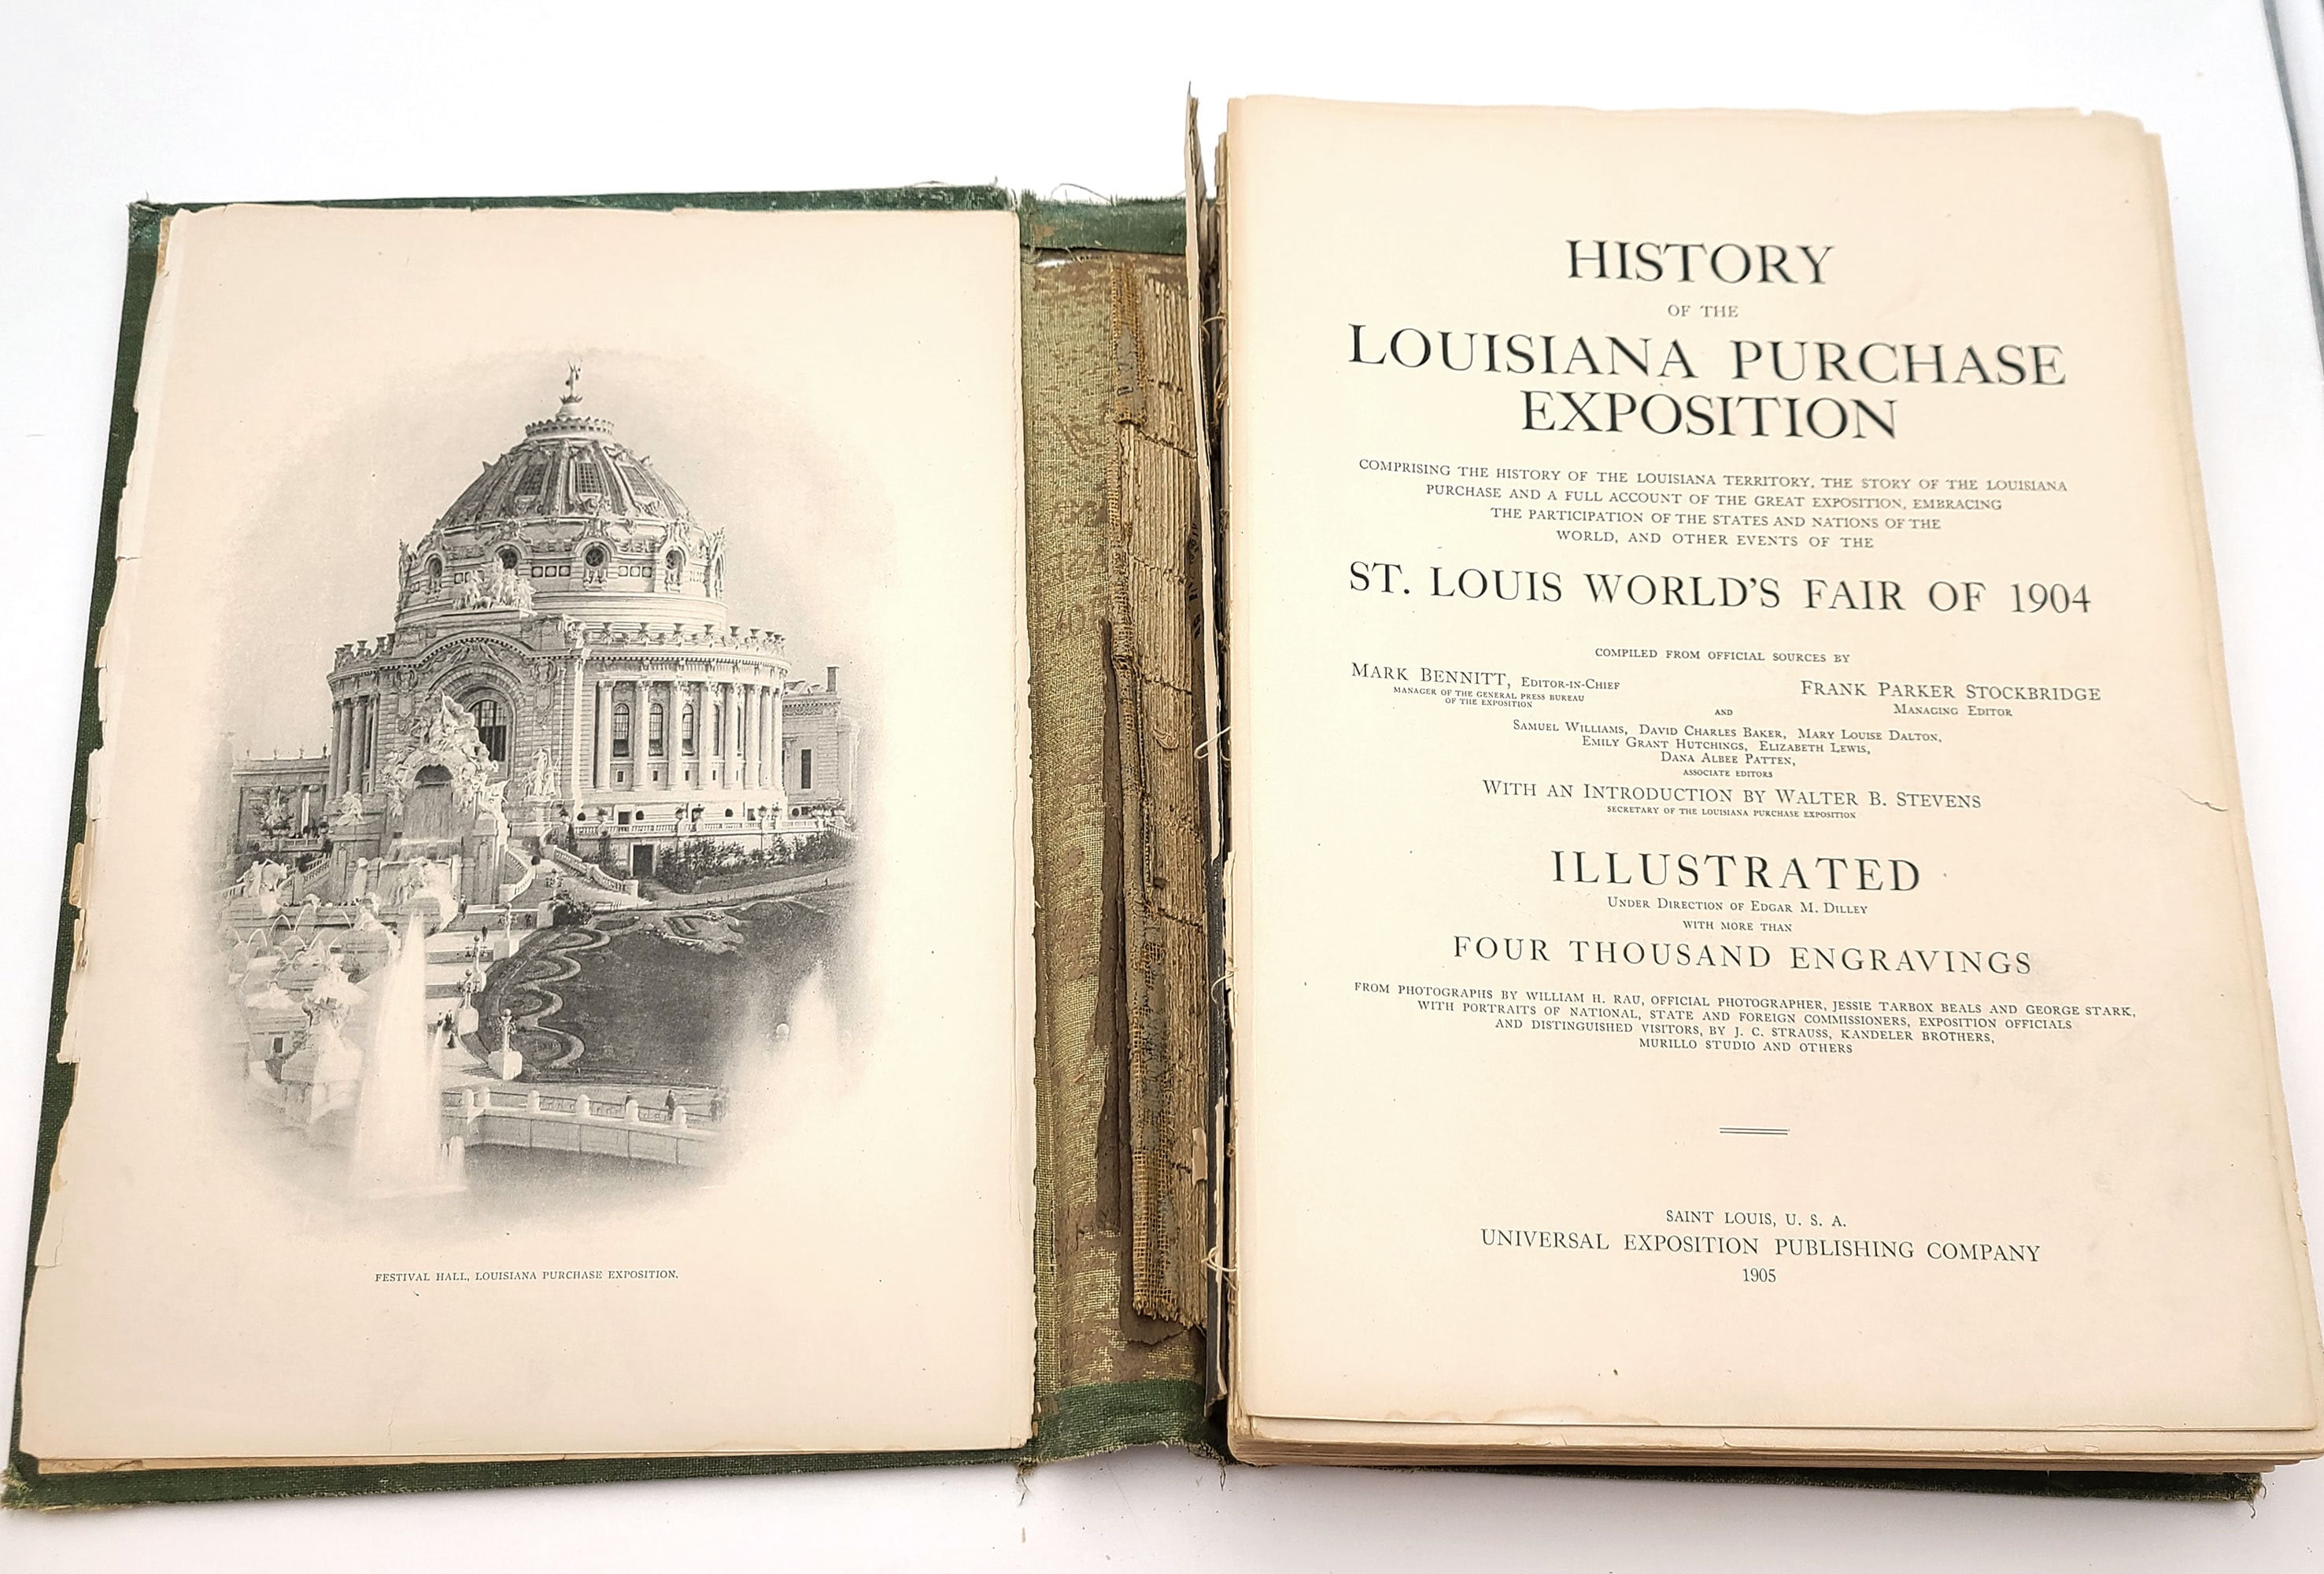 FESTIVAL HALL, LOUISIANA PURCHASE EXPOSITION.
HISTORY
OF THE
LOUISIANA PURCHASE
EXPOSITION
COMPRISING THE HISTORY OF THE LOUISIANA TERRITORY, THE STORY OF THE LOUISIANA
PURCHASE AND A FULL ACCOUNT OF THE GREAT EXPOSITION, EMBRACING
THE PARTICIPATION OF THE STATES AND NATIONS OF THE
WORLD, AND OTHER EVENTS OF THE
ST. LOUIS WORLD'S FAIR OF 1904
COMPILED FROM OFFICIAL SOURCES BY
MARK BENNITT, EDITOR-IN-CHIEF
MANAGER OF THE GENERAL PRESS BUREAU
OF THE EXPOSITION
FRANK PARKER STOCKBRIDGE
MANAGING EDITOR
AND
SAMUEL WILLIAMS, DAVID CHARLES BAKER, MARY LOUISE DALTON,
EMILY GRANT HUTCHINGS, ELIZABETH LEWIS,
DANA ALBEE PATTEN,
ASSOCIATE EDITORS
WITH AN INTRODUCTION BY WALTER B. STEVENS
SECRETARY OF THE LOUISIANA PURCHASE EXPOSITION
ILLUSTRATED
UNDER DIRECTION OF EDGAR M. DILLEY
WITH MORE THAN
FOUR THOUSAND ENGRAVINGS
FROM PHOTOGRAPHS BY WILLIAM H. RAU, OFFICIAL PHOTOGRAPHER, JESSIE TARBOX BEALS AND GEORGE STARK,
WITH PORTRAITS OF NATIONAL, STATE AND FOREIGN COMMISSIONERS, EXPOSITION OFFICIALS
AND DISTINGUISHED VISITORS, BY J. C. STRAUSS, KANDELER BROTHERS,
MURILLO STUDIO AND OTHERS
SAINT LOUIS, U. S. A.
UNIVERSAL EXPOSITION PUBLISHING COMPANY
1905